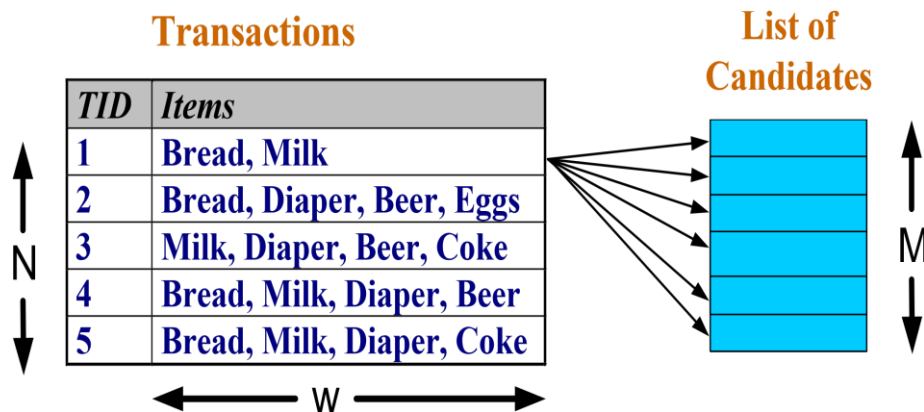 Transactions
List of
Candidates
TID Items
1 Bread, Milk
2 Bread, Diaper, Beer, Eggs
3 Milk, Diaper, Beer, Coke
4 Bread, Milk, Diaper, Beer
5 Bread, Milk, Diaper, Coke
N
M
w